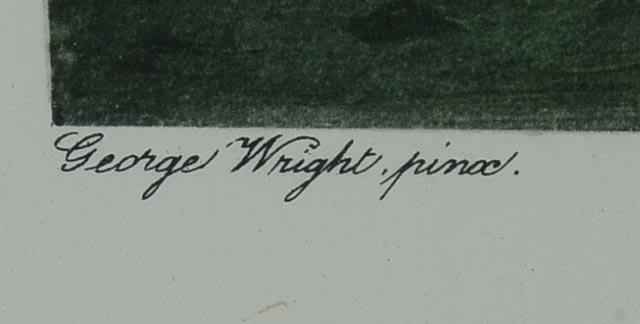 George Wright, pinx.